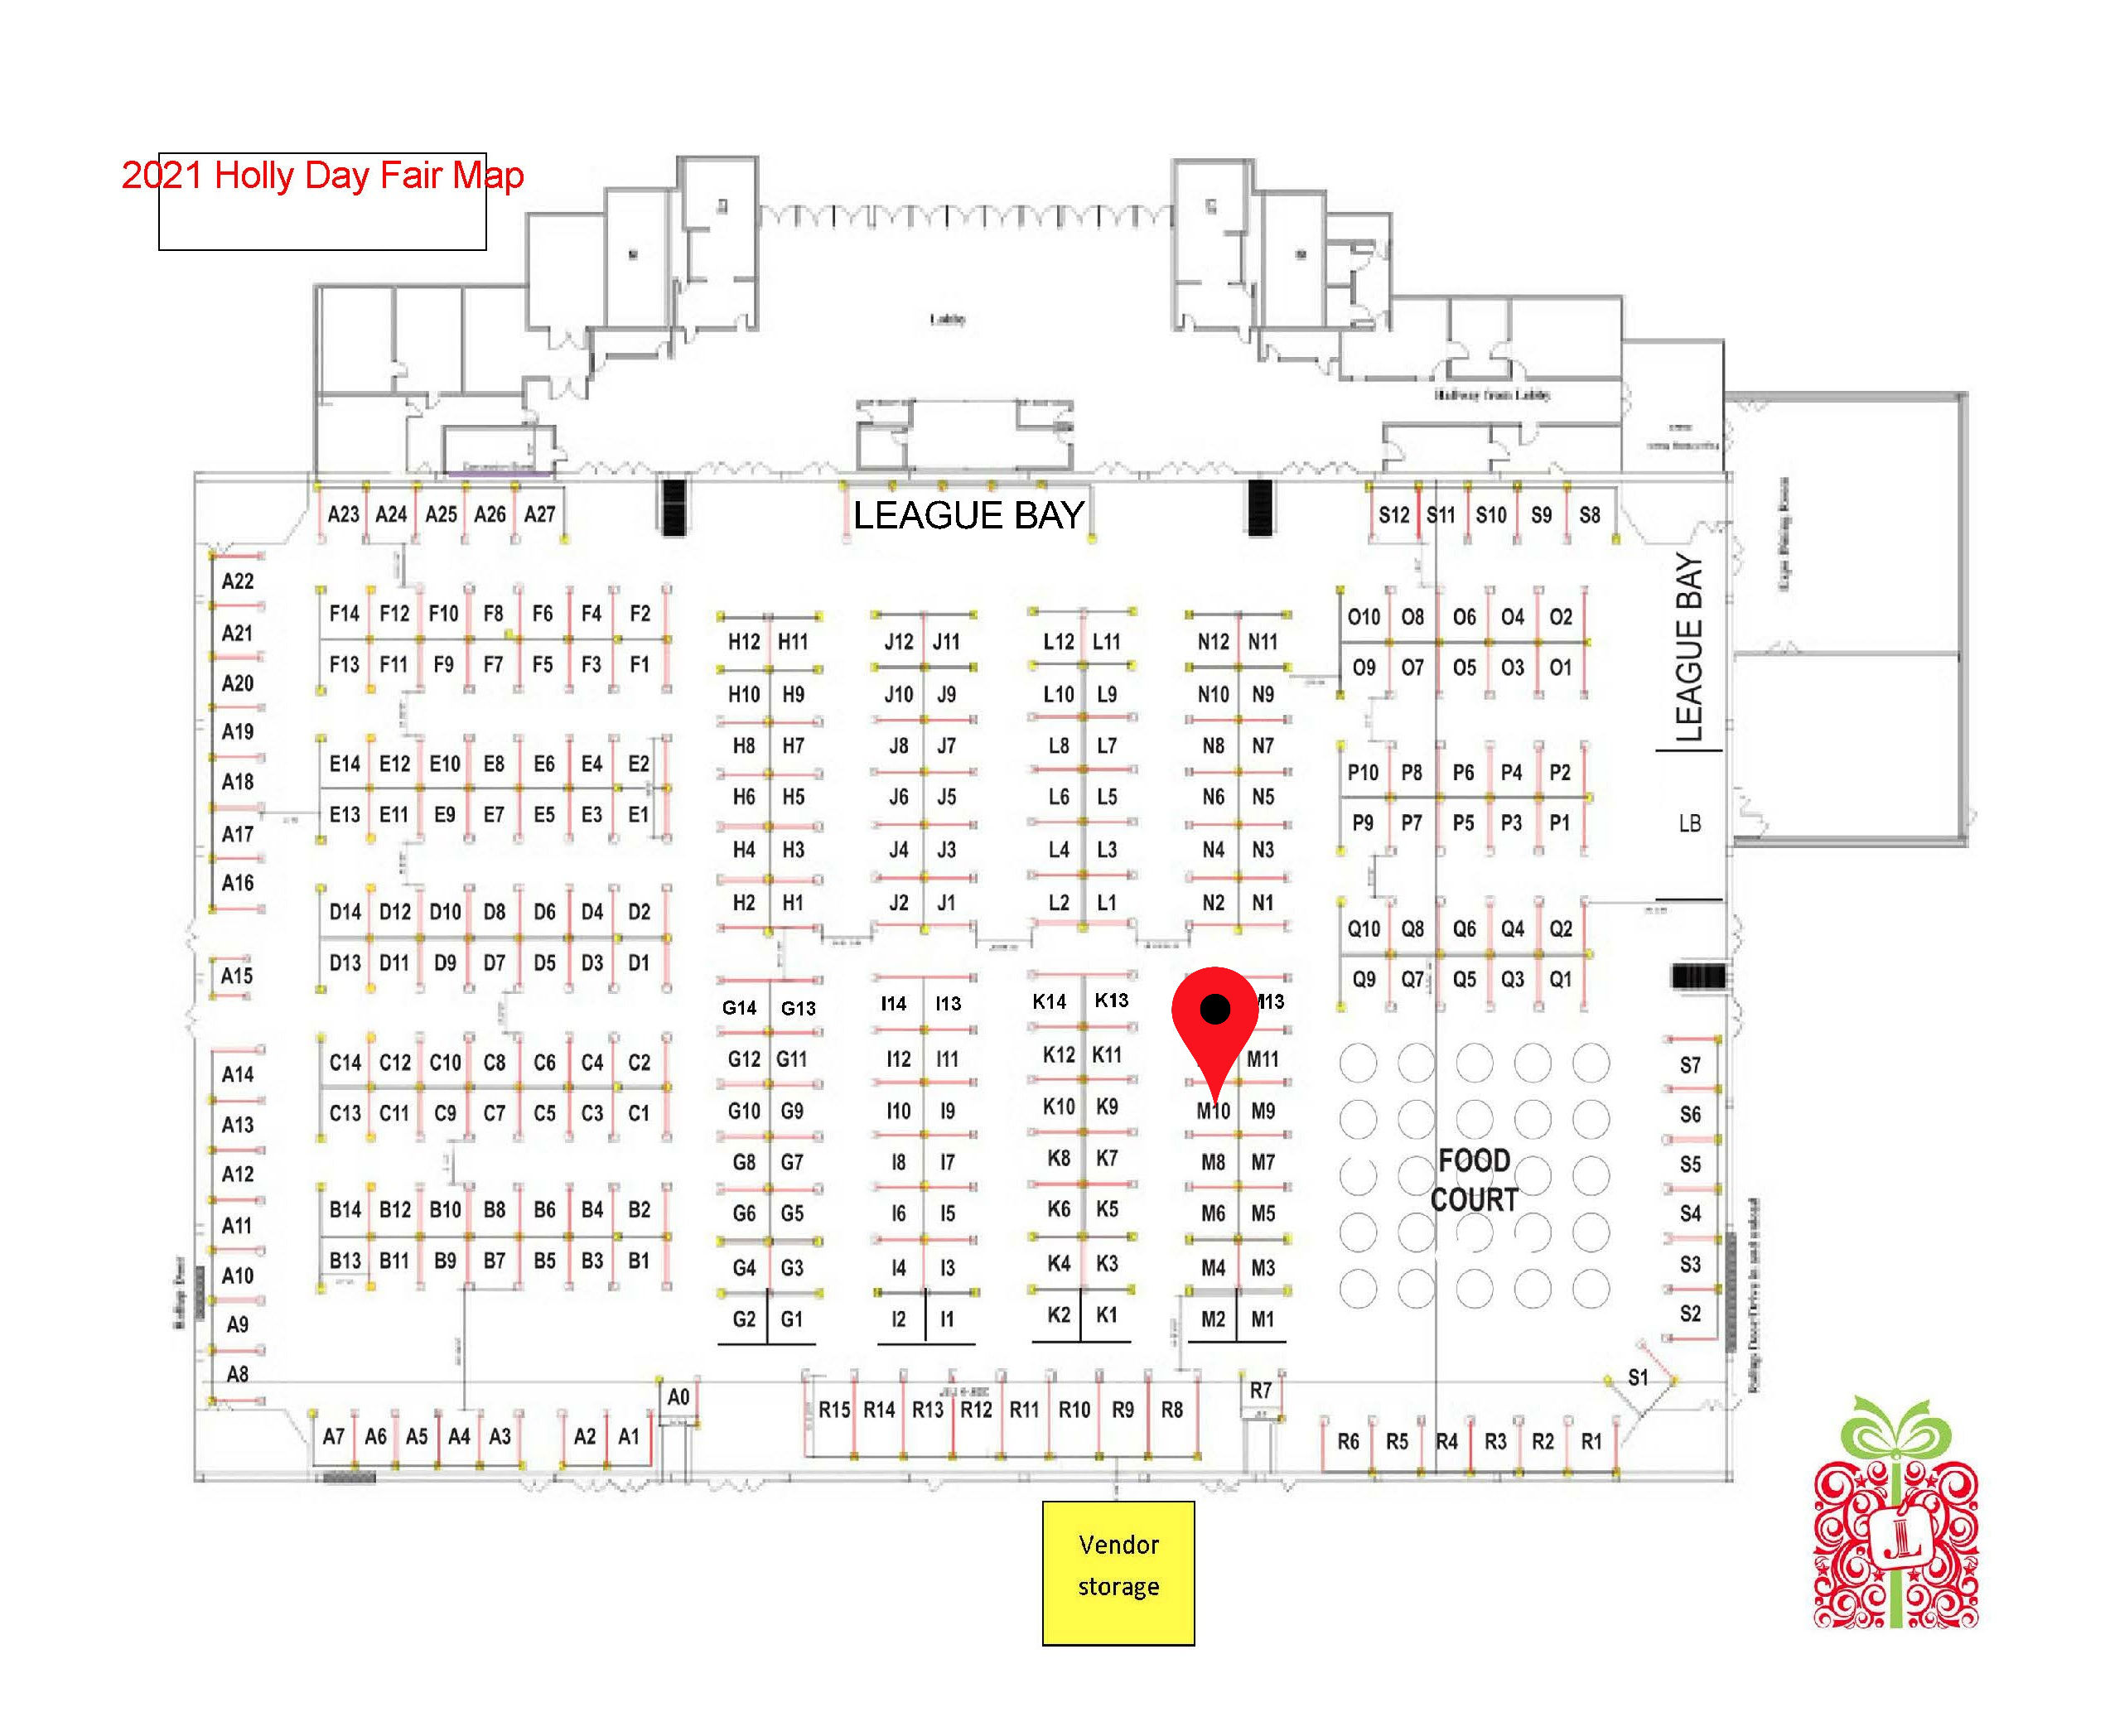 2021 Holly Day Fair Map
Lobby
Hallway from Lobby
LEAGUE BAY
A23 A24 A25 A26 A27
S12 S11 S10 S9 S8
LEAGUE BAY
LB
A22
A21
A20
A19
A18
A17
A16
A15
A14
A13
A12
A11
A10
A9
A8
F14 F12 F10 F8 F6 F4 F2
F13 F11 F9 F7 F5 F3 F1
E14 E12 E10 E8 E6 E4 E2
E13 E11 E9 E7 E5 E3 E1
D14 D12 D10 D8 D6 D4 D2
D13 D11 D9 D7 D5 D3 D1
C14 C12 C10 C8 C6 C4 C2
C13 C11 C9 C7 C5 C3 C1
B14 B12 B10 B8 B6 B4 B2
B13 B11 B9 B7 B5 B3 B1
H12 H11
H10 H9
H8 H7
H6 H5
H4 H3
H2 H1
G14 G13
G12 G11
G10 G9
G8 G7
G6 G5
G4 G3
G2 G1
J12 J11
J10 J9
J8 J7
J6 J5
J4 J3
J2 J1
I14 I13
I12 I11
I10 I9
I8 I7
I6 I5
I4 I3
I2 I1
L12 L11
L10 L9
L8 L7
L6 L5
L4 L3
L2 L1
K14 K13
K12 K11
K10 K9
K8 K7
K6 K5
K4 K3
K2 K1
N12 N11
N10 N9
N8 N7
N6 N5
N4 N3
N2 N1
M13
M11
M10 M9
M8 M7
M6 M5
M4 M3
M2 M1
O10 O8 O6 O4 O2
O9 O7 O5 O3 O1
P10 P8 P6 P4 P2
P9 P7 P5 P3 P1
Q10 Q8 Q6 Q4 Q2
Q9 Q7 Q5 Q3 Q1
FOOD
COURT
S7
S6
S5
S4
S3
S2
S1
A7 A6 A5 A4 A3 A2 A1
A0
R15 R14 R13 R12 R11 R10 R9 R8
R7
R6 R5 R4 R3 R2 R1
Vendor
storage
JL